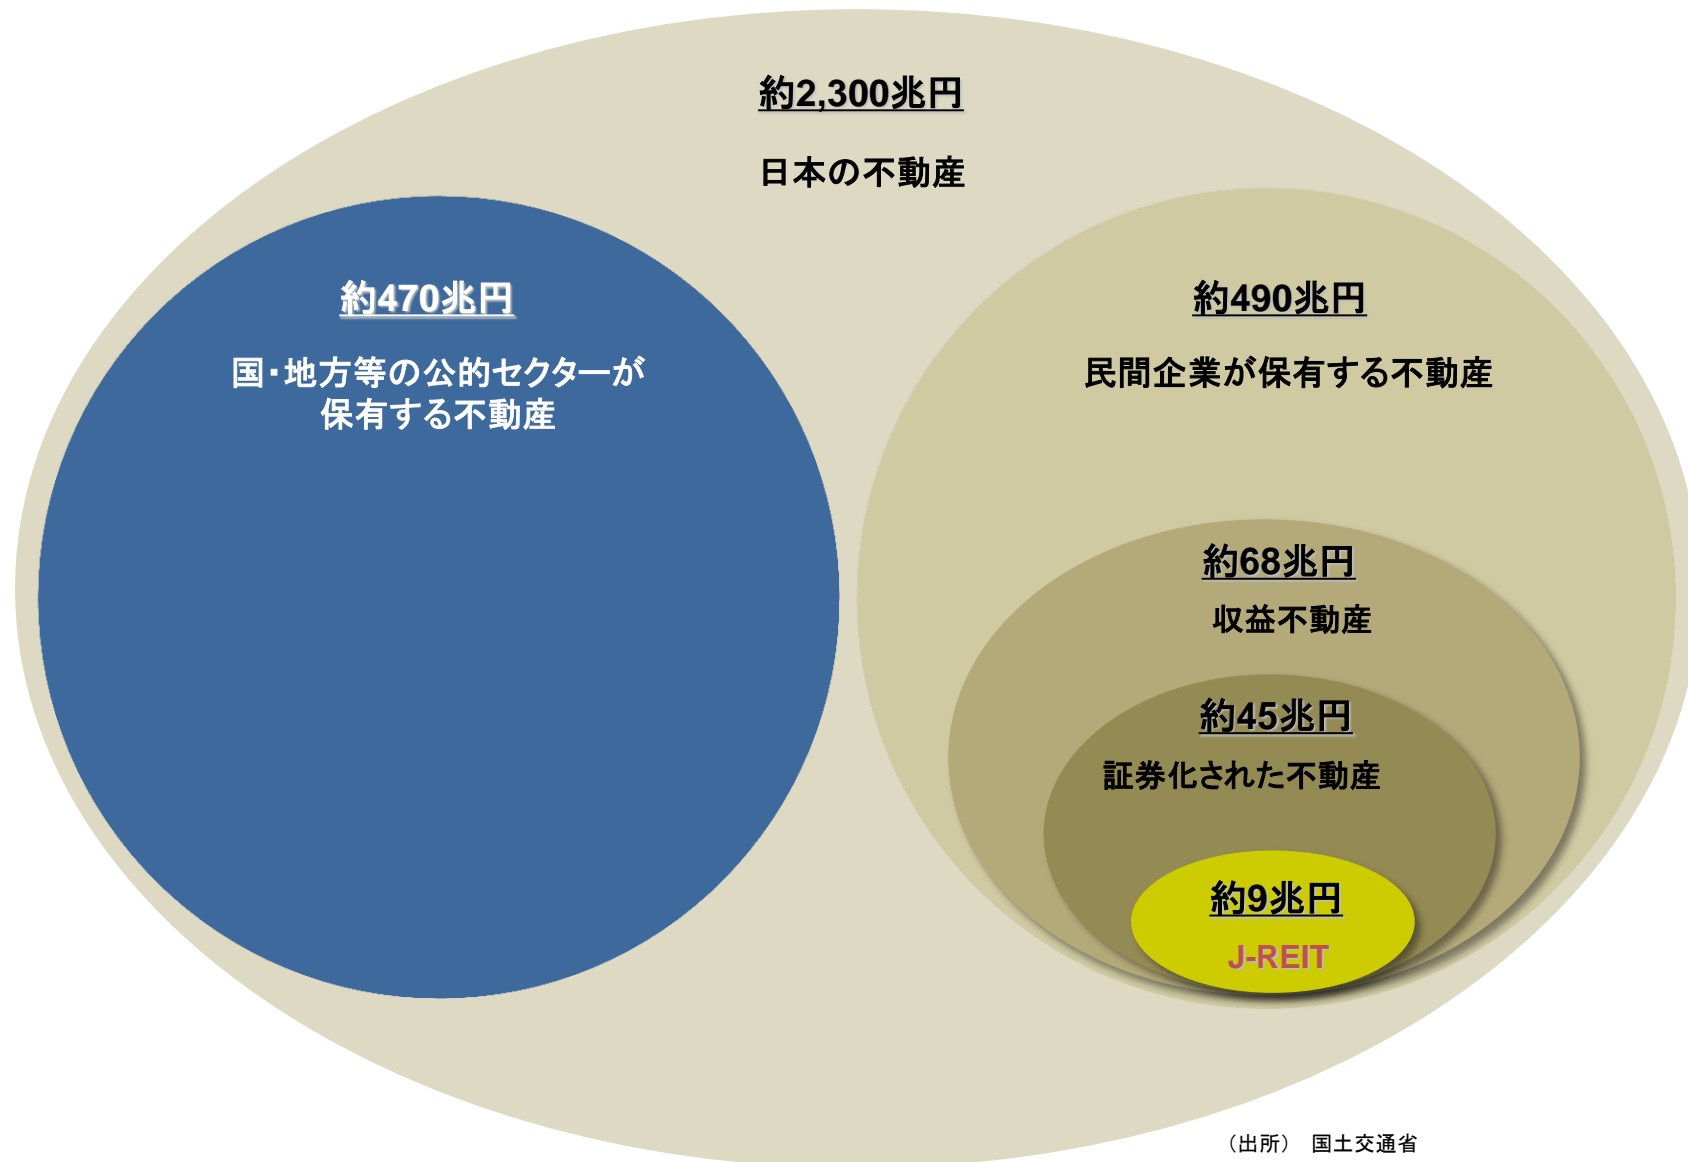 約2,300兆円
日本の不動産
約470兆円
国・地方等の公的セクターが
保有する不動産
約490兆円
民間企業が保有する不動産
約68兆円
収益不動産
約45兆円
証券化された不動産
約9兆円
J-REIT
（出所）　国土交通省